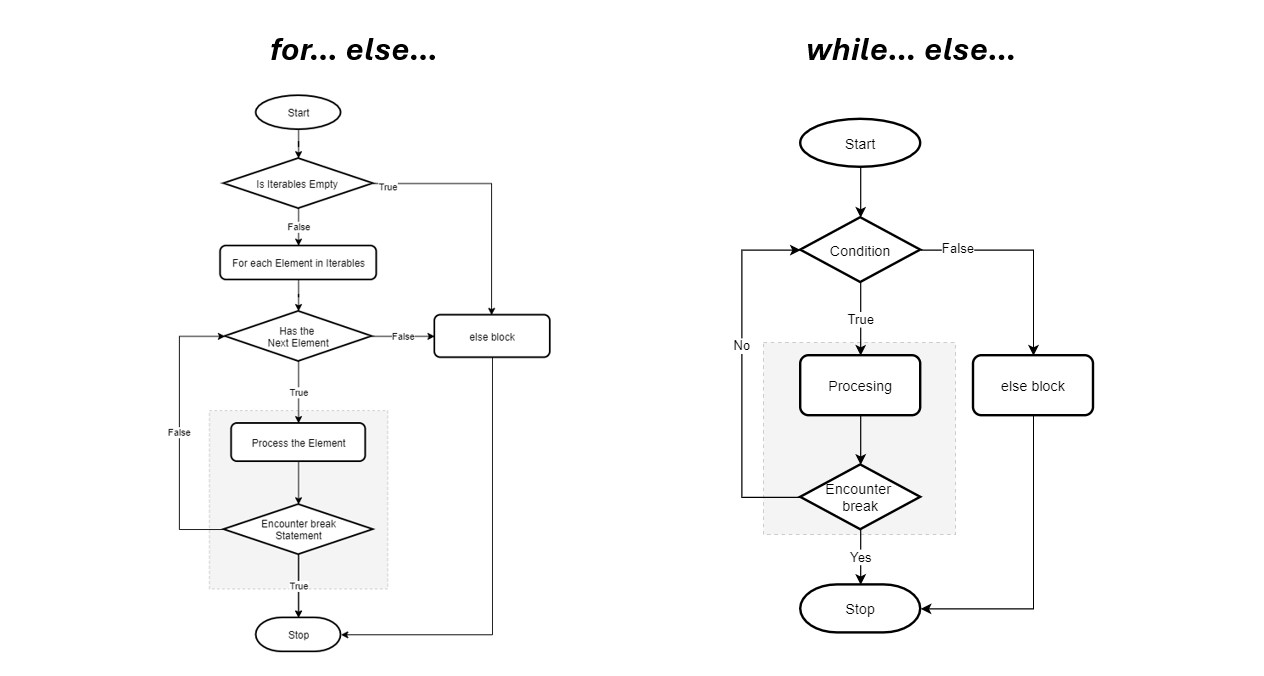 for... else...
Start
Is Iterables Empty
True
False
For each Element in Iterables
Has the
Next Element
False
else block
True
False
Process the Element
Encounter break
Statement
True
Stop
while... else...
Start
Condition
False
True
No
Procesing
else block
Encounter
break
Yes
Stop